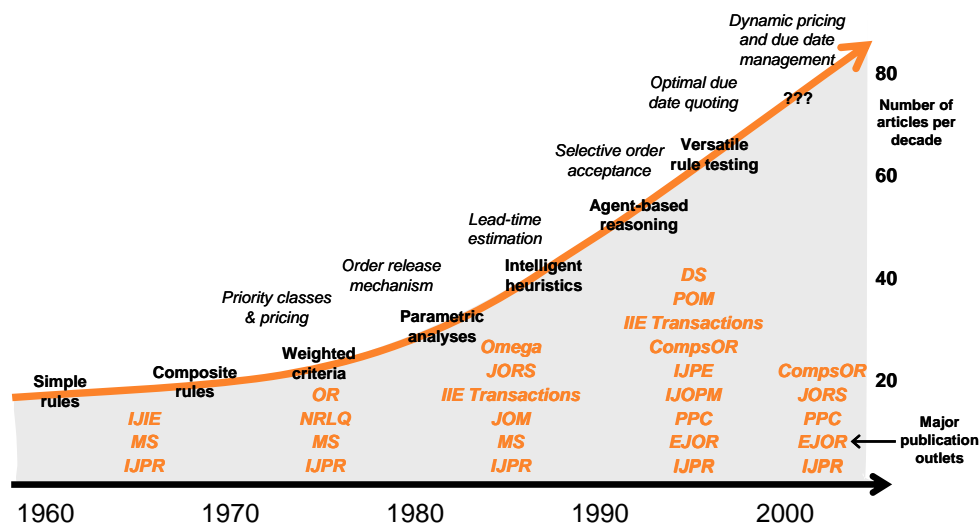 Dynamic pricing
and due date
management
80
Optimal due
date quoting
???
Number of
articles per
decade
Selective order
acceptance
Versatile
rule testing
60
Agent-based
reasoning
Lead-time
estimation
Order release
mechanism
Intelligent
heuristics
40
Priority classes
& pricing
Parametric
analyses
Weighted
criteria
Composite
rules
Simple
rules
20
IJIE
MS
IJPR
OR
NRLQ
MS
IJPR
Omega
JORS
IIE Transactions
JOM
MS
IJPR
DS
POM
IIE Transactions
CompsOR
IJPE
IJOPM
PPC
EJOR
IJPR
CompsOR
JORS
PPC
EJOR
IJPR
Major
publication
outlets
1960
1970
1980
1990
2000